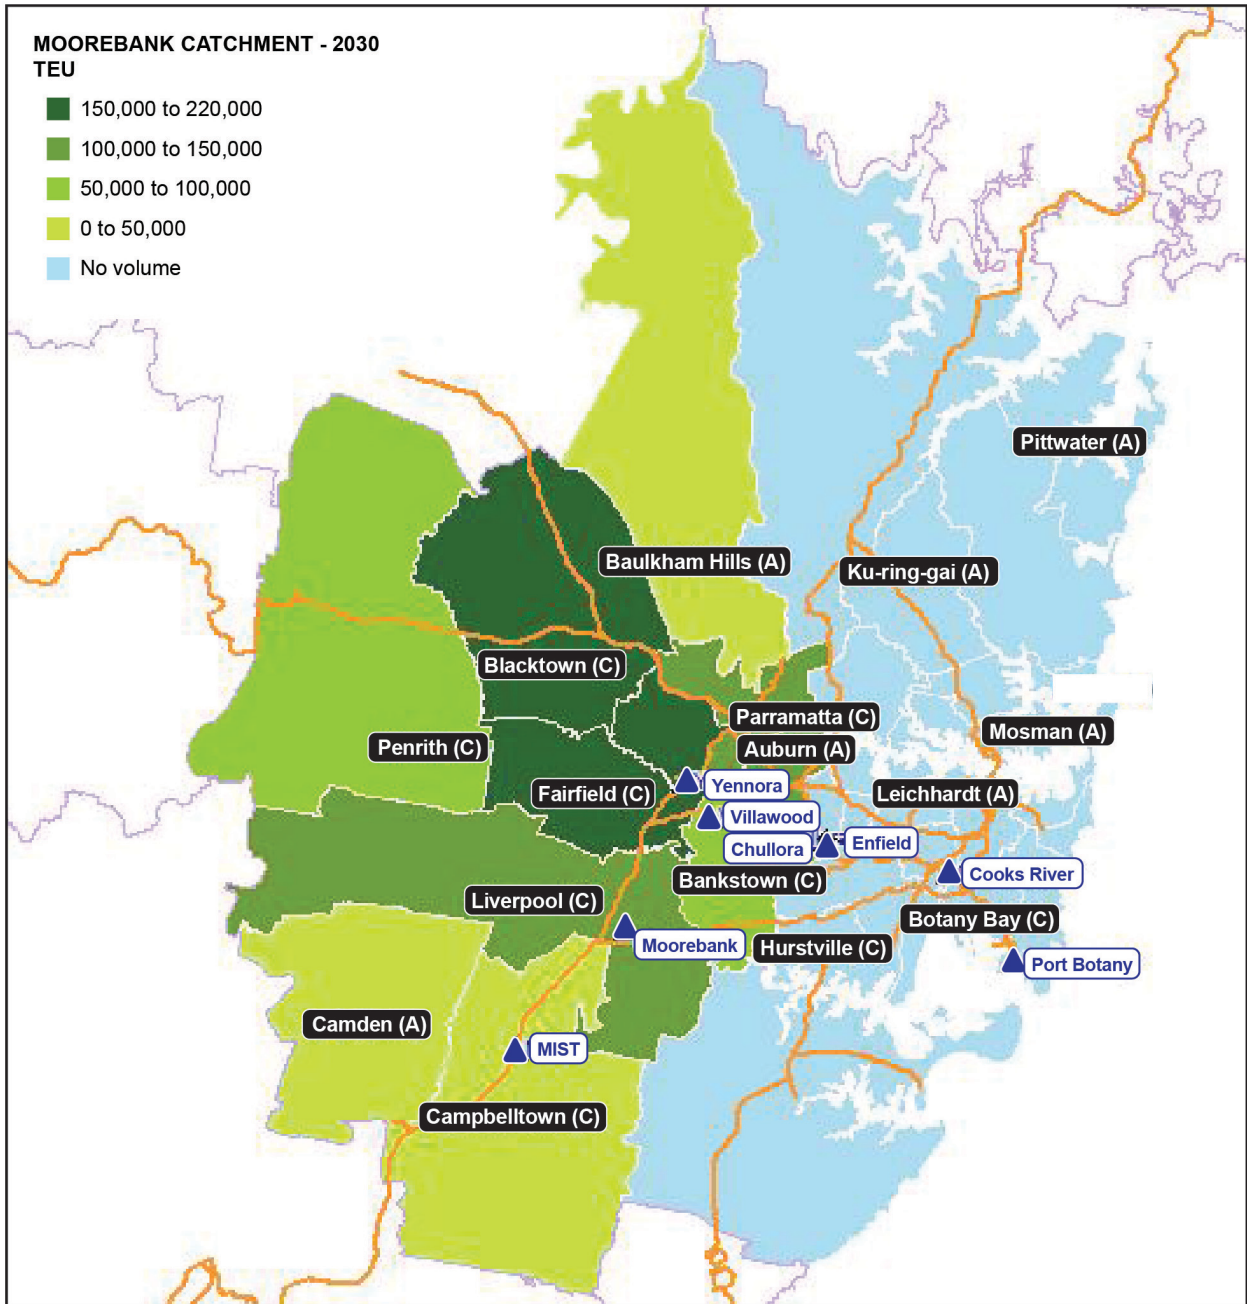 MOOREBANK CATCHMENT - 2030
TEU
150,000 to 220,000
100,000 to 150,000
50,000 to 100,000
0 to 50,000
No volume
Pittwater (A)
Baulkham Hills (A)
Ku-ring-gai (A)
Blacktown (C)
Parramatta (C)
Mosman (A)
Penrith (C)
Auburn (A)
Yennora
Fairfield (C)
Leichhardt (A)
Villawood
Chullora
Enfield
Bankstown (C)
Cooks River
Liverpool (C)
Botany Bay (C)
Moorebank
Hurstville (C)
Port Botany
Camden (A)
MIST
Campbelltown (C)